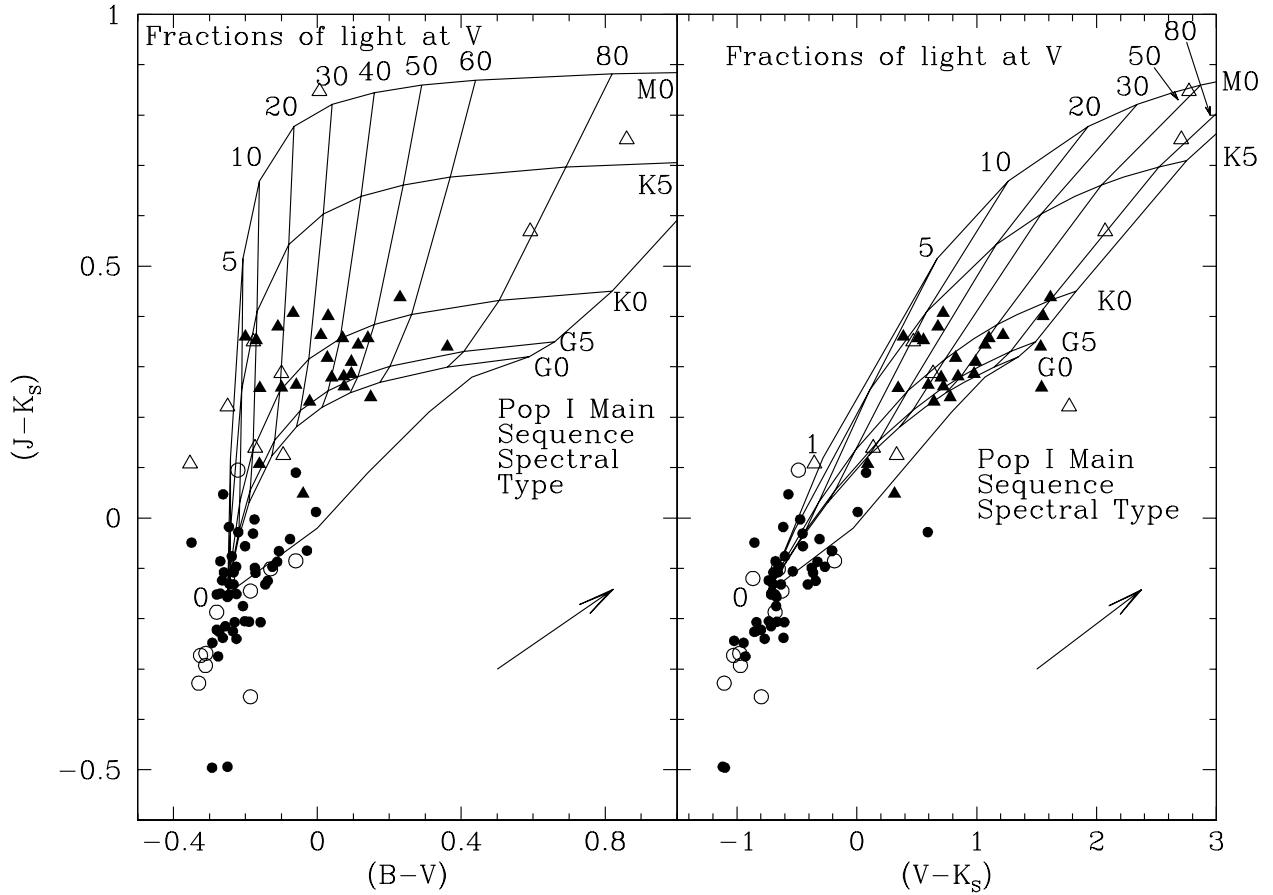 Fractions of light at V
20 30 40 50 60 80
M0
10
K5
5
K0
G5
G0
Pop I Main
Sequence
Spectral
Type
0
1
0.5
0
−0.5
(J−Ks)
−0.4 0 0.4 0.8
(B−V)
Fractions of light at V
80
50
30
20
M0
10
K5
5
K0
G5
G0
1
Pop I Main
Sequence
Spectral Type
0
−1 0 1 2 3
(V−Ks)